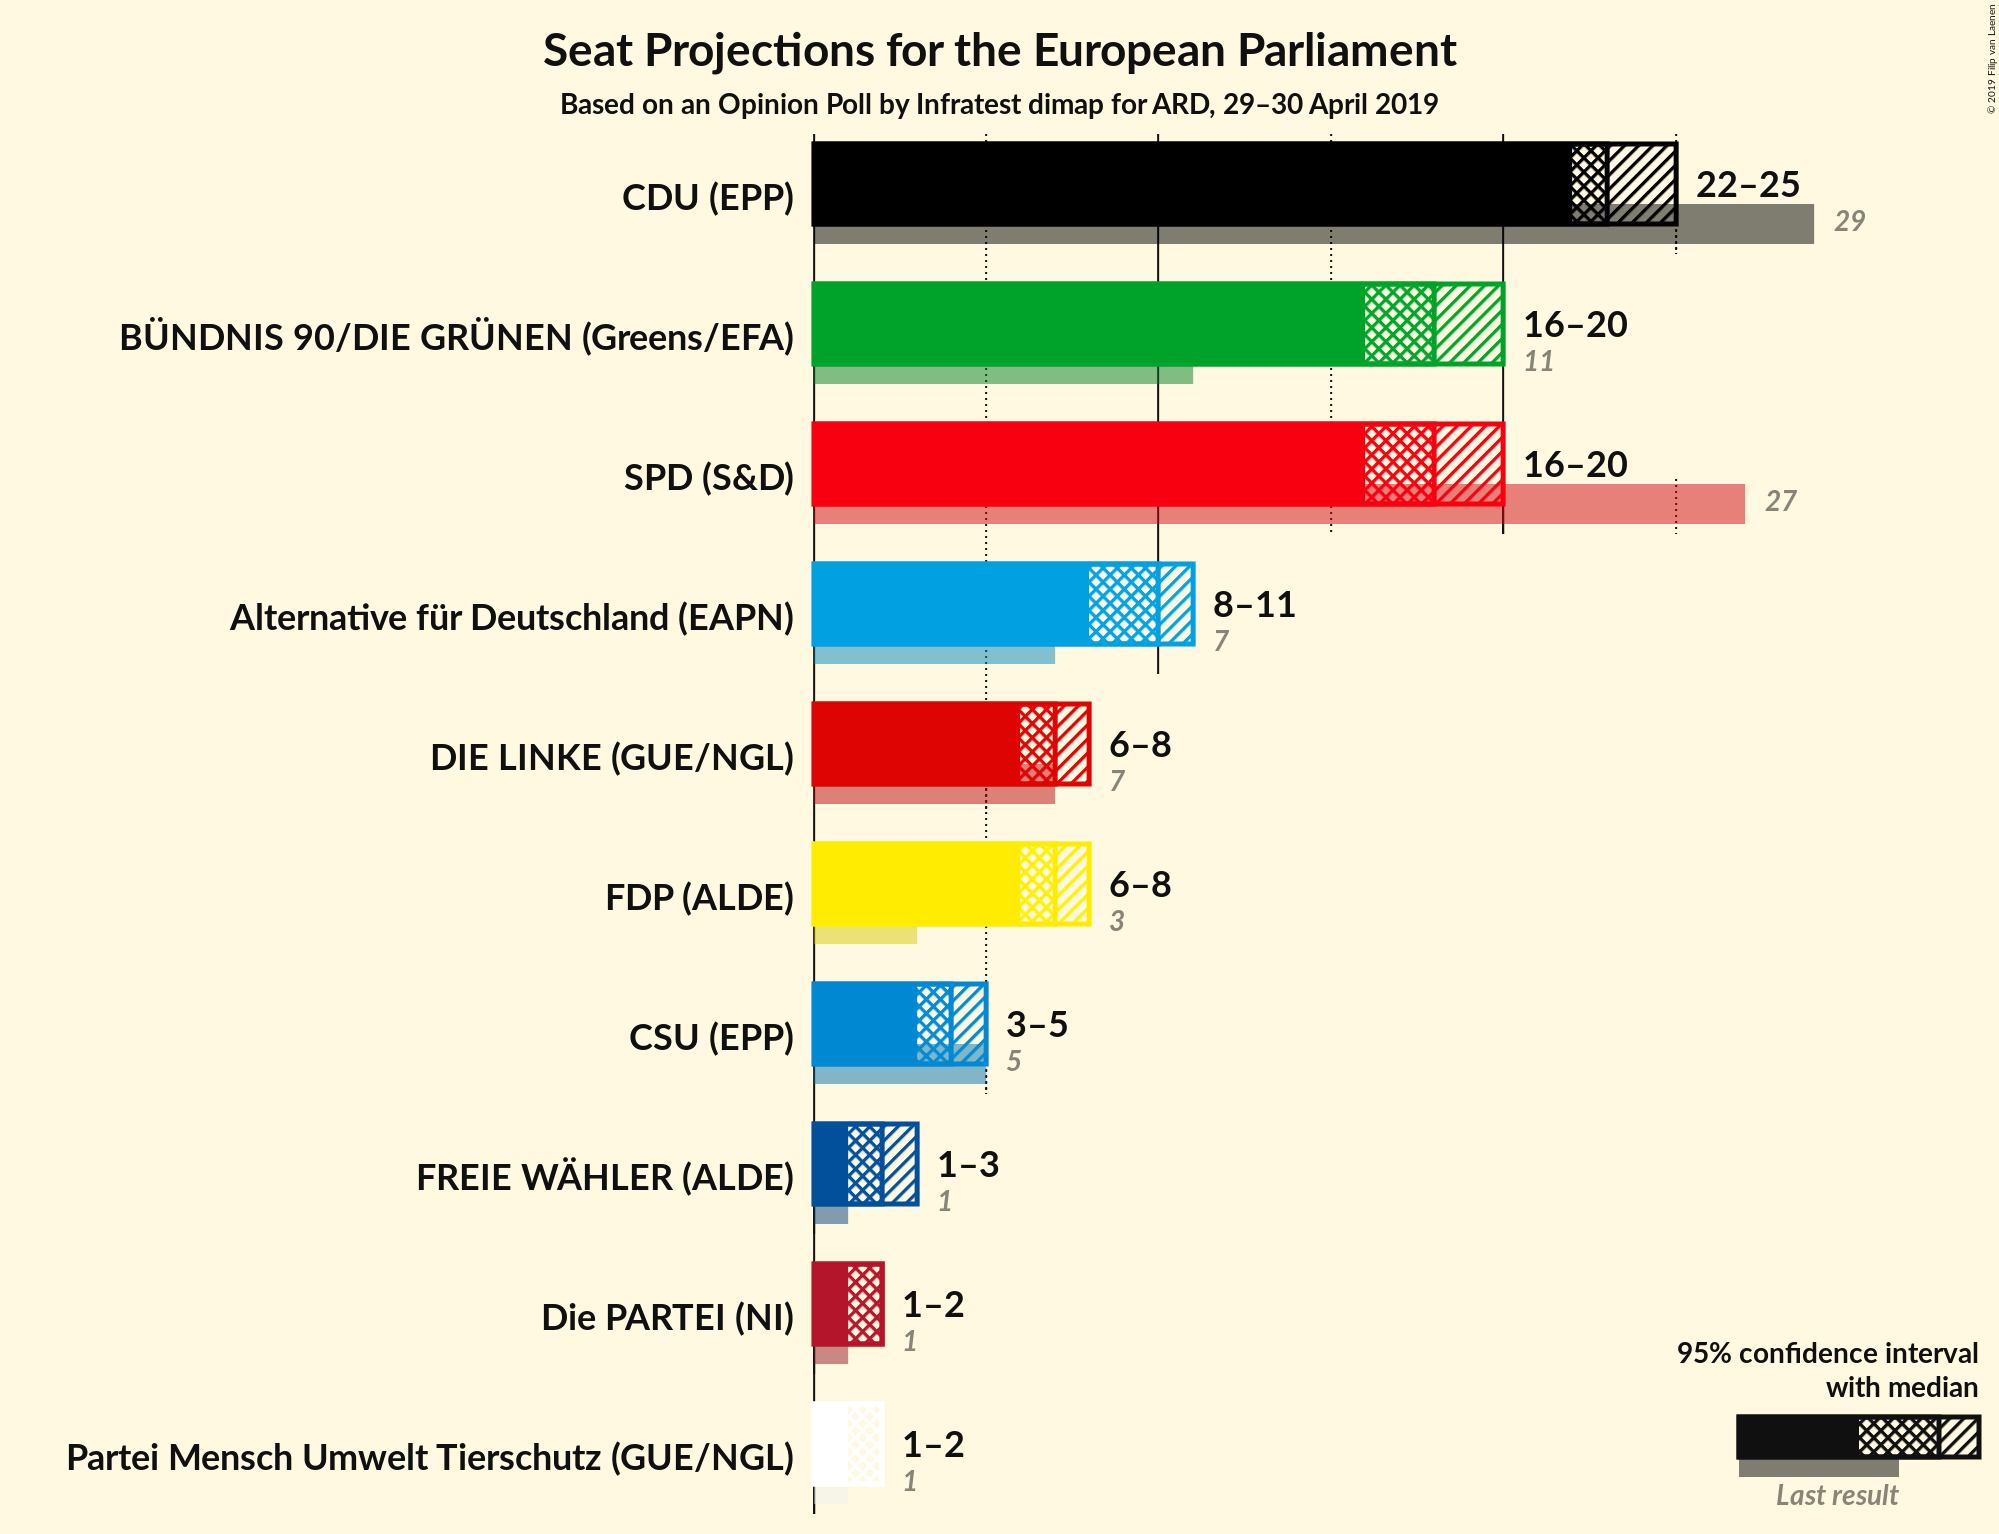 Seat Projections for the European Parliament
Based on an Opinion Poll by Infratest dimap for ARD, 29–30 April 2019
© 2019 Filip van Laenen
CDU (EPP)
22–25
29
BÜNDNIS 90/DIE GRÜNEN (Greens/EFA)
16–20
11
SPD (S&D)
16–20
27
Alternative für Deutschland (EAPN)
8–11
7
DIE LINKE (GUE/NGL)
6–8
7
FDP (ALDE)
6–8
3
CSU (EPP)
3–5
5
FREIE WÄHLER (ALDE)
1–3
1
Die PARTEI (NI)
1–2
1
Partei Mensch Umwelt Tierschutz (GUE/NGL)
1–2
1
95% confidence interval
with median
Last result